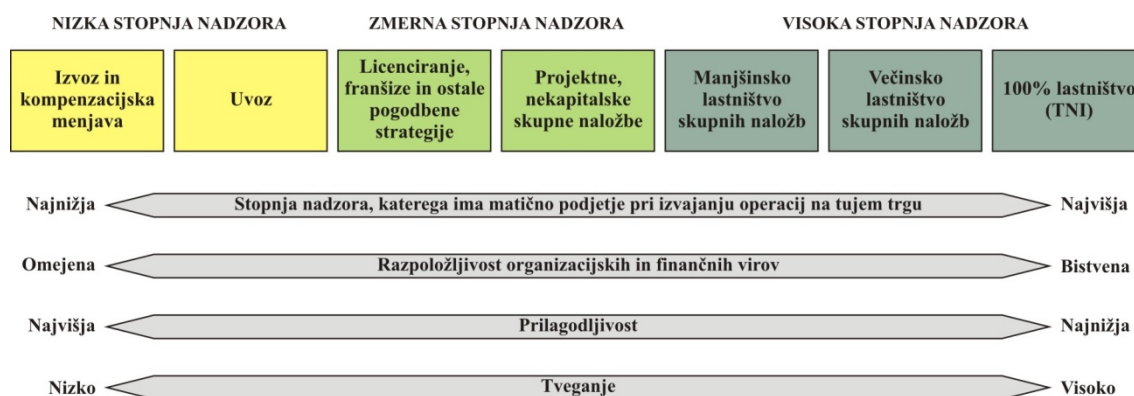 NIZKA STOPNJA NADZORA
ZMERNA STOPNJA NADZORA
VISOKA STOPNJA NADZORA
Izvoz in
kompenzacijska
menjava
Uvoz
Licenciranje,
franšize in ostale
pogodbene
strategije
Projektne,
nekapitalske
skupne naložbe
Manjšinsko
lastništvo
skupnih naložb
Večinsko
lastništvo
skupnih naložb
100% lastništvo
(TNI)
Najnižja
Stopnja nadzora, katerega ima matično podjetje pri izvajanju operacij na tujem trgu
Najvišja
Omejena
Razpoložljivost organizacijskih in finančnih virov
Bistvena
Najvišja
Prilagodljivost
Najnižja
Nizko
Tveganje
Visoko